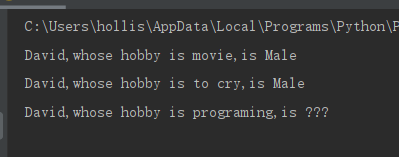 C:\Users\hollis\AppData\Local\Programs\Python\P
David,whose hobby is movie,is Male
David,whose hobby is to cry,is Male
David,whose hobby is programing,is ???